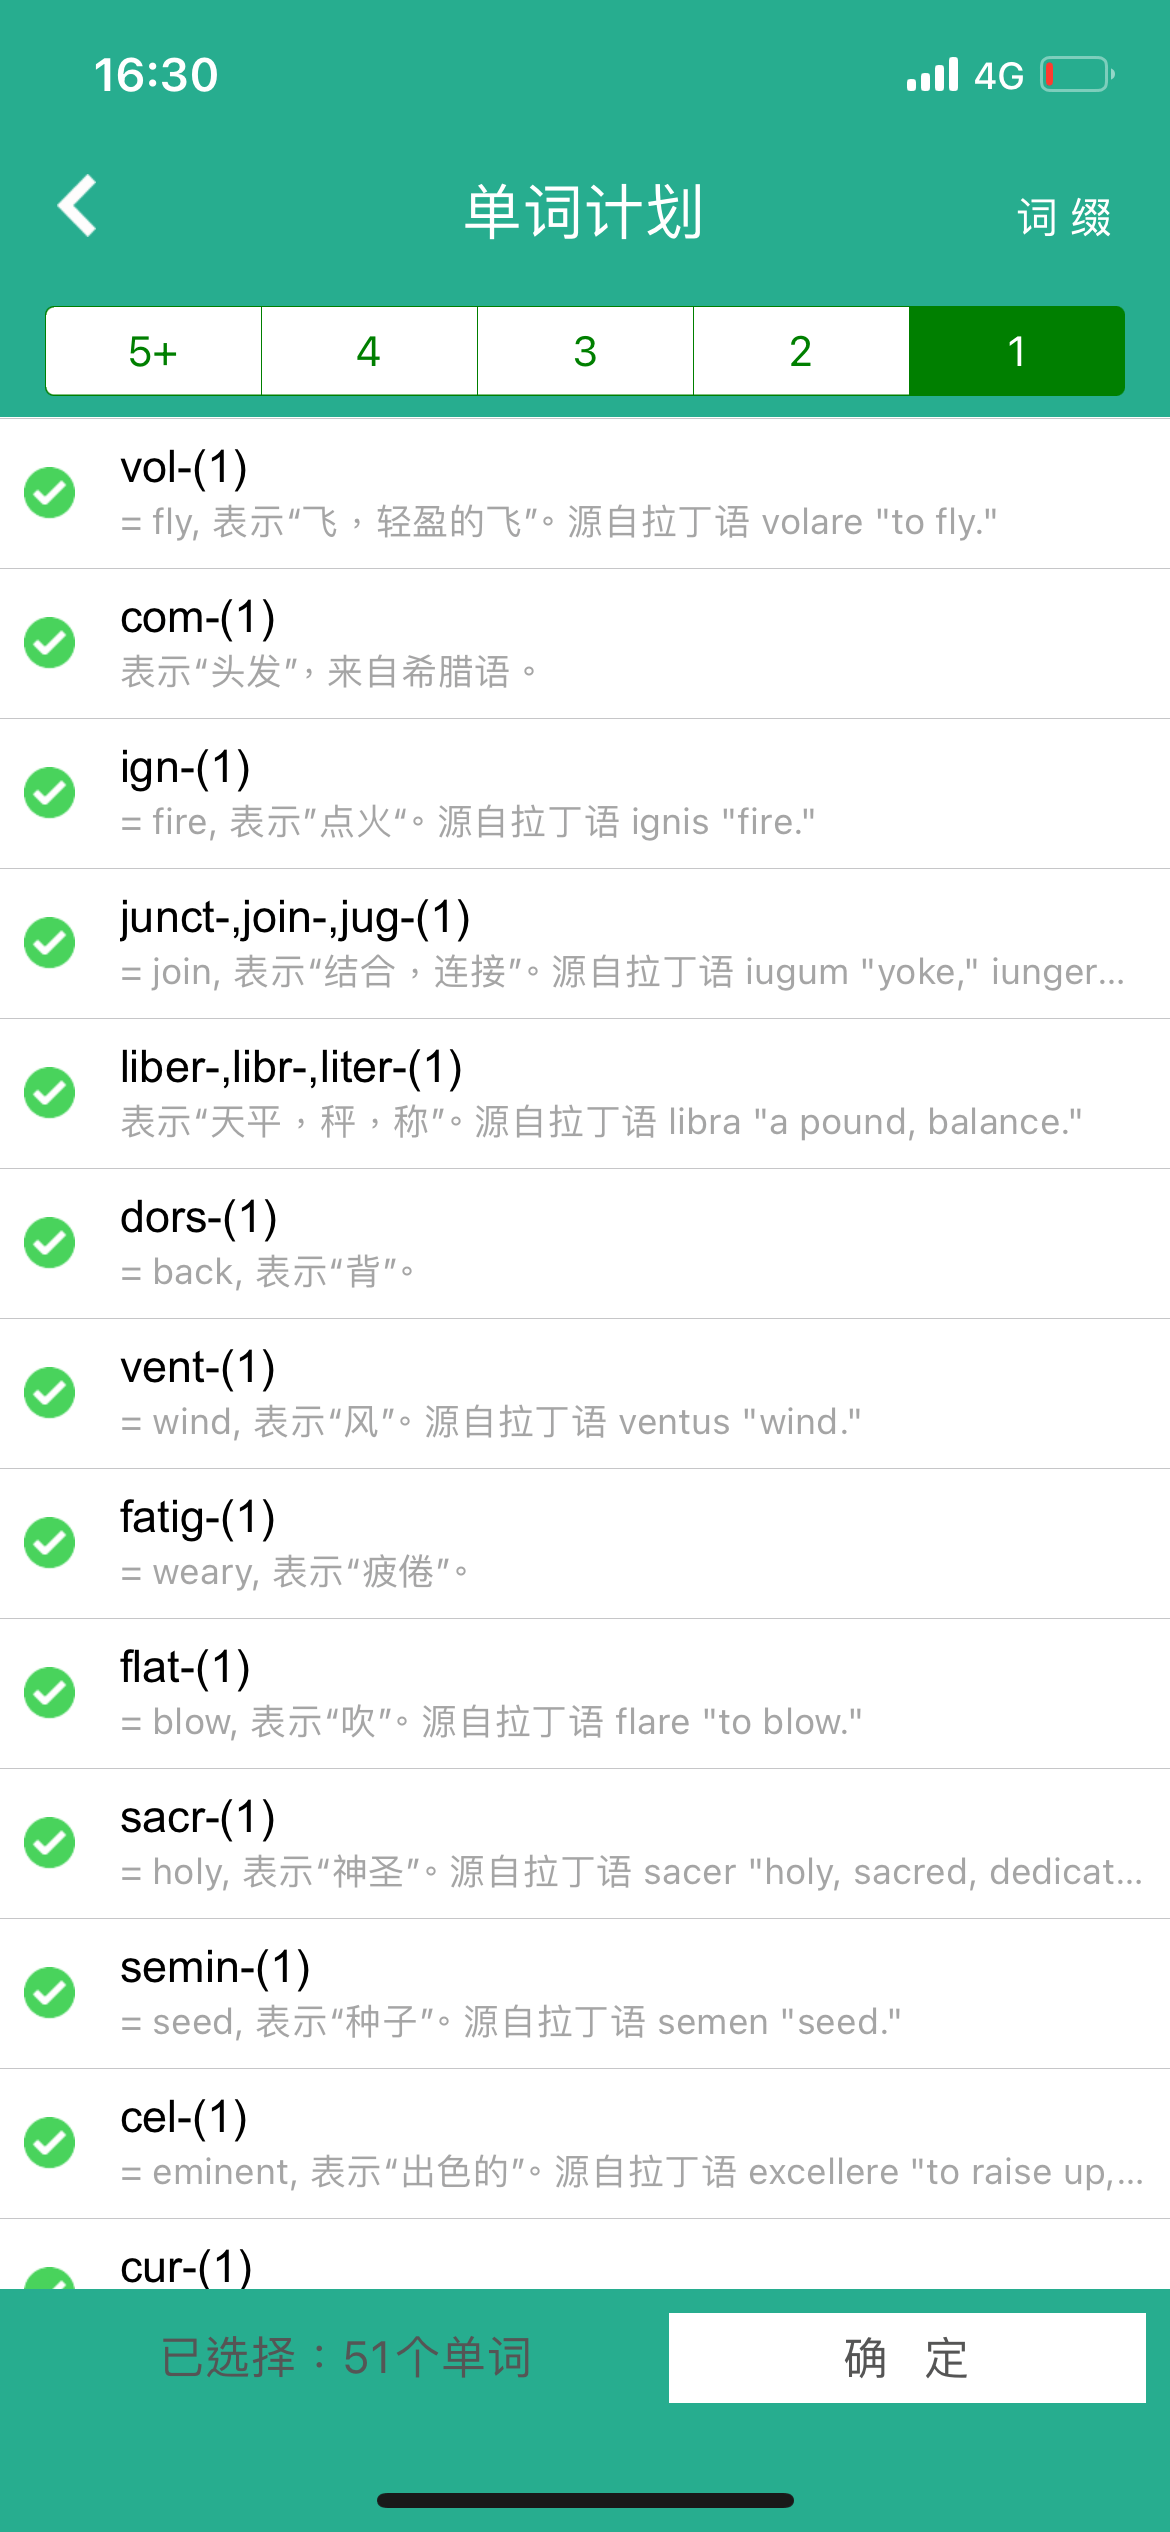 16:30
4G
单词计划
词 缀
5+
4
3
2
1
vol-(1)
= fly, 表示“飞，轻盈的飞”。源自拉丁语 volare "to fly."
com-(1)
表示“头发”，来自希腊语。
ign-(1)
= fire, 表示”点火“。源自拉丁语 ignis "fire."
junct-,join-,jug-(1)
= join, 表示“结合，连接”。源自拉丁语 iugum "yoke," iunger...
liber-,libr-,liter-(1)
表示“天平，秤，称”。源自拉丁语 libra "a pound, balance."
dors-(1)
= back, 表示“背”。
vent-(1)
= wind, 表示“风”。源自拉丁语 ventus "wind."
fatig-(1)
= weary, 表示“疲倦”。
flat-(1)
= blow, 表示“吹”。源自拉丁语 flare "to blow."
sacr-(1)
= holy, 表示“神圣”。源自拉丁语 sacer "holy, sacred, dedicat...
semin-(1)
= seed, 表示“种子”。源自拉丁语 semen "seed."
cel-(1)
= eminent, 表示“出色的”。源自拉丁语 excellere "to raise up,...
cur-(1)
已选择：51个单词
确 定